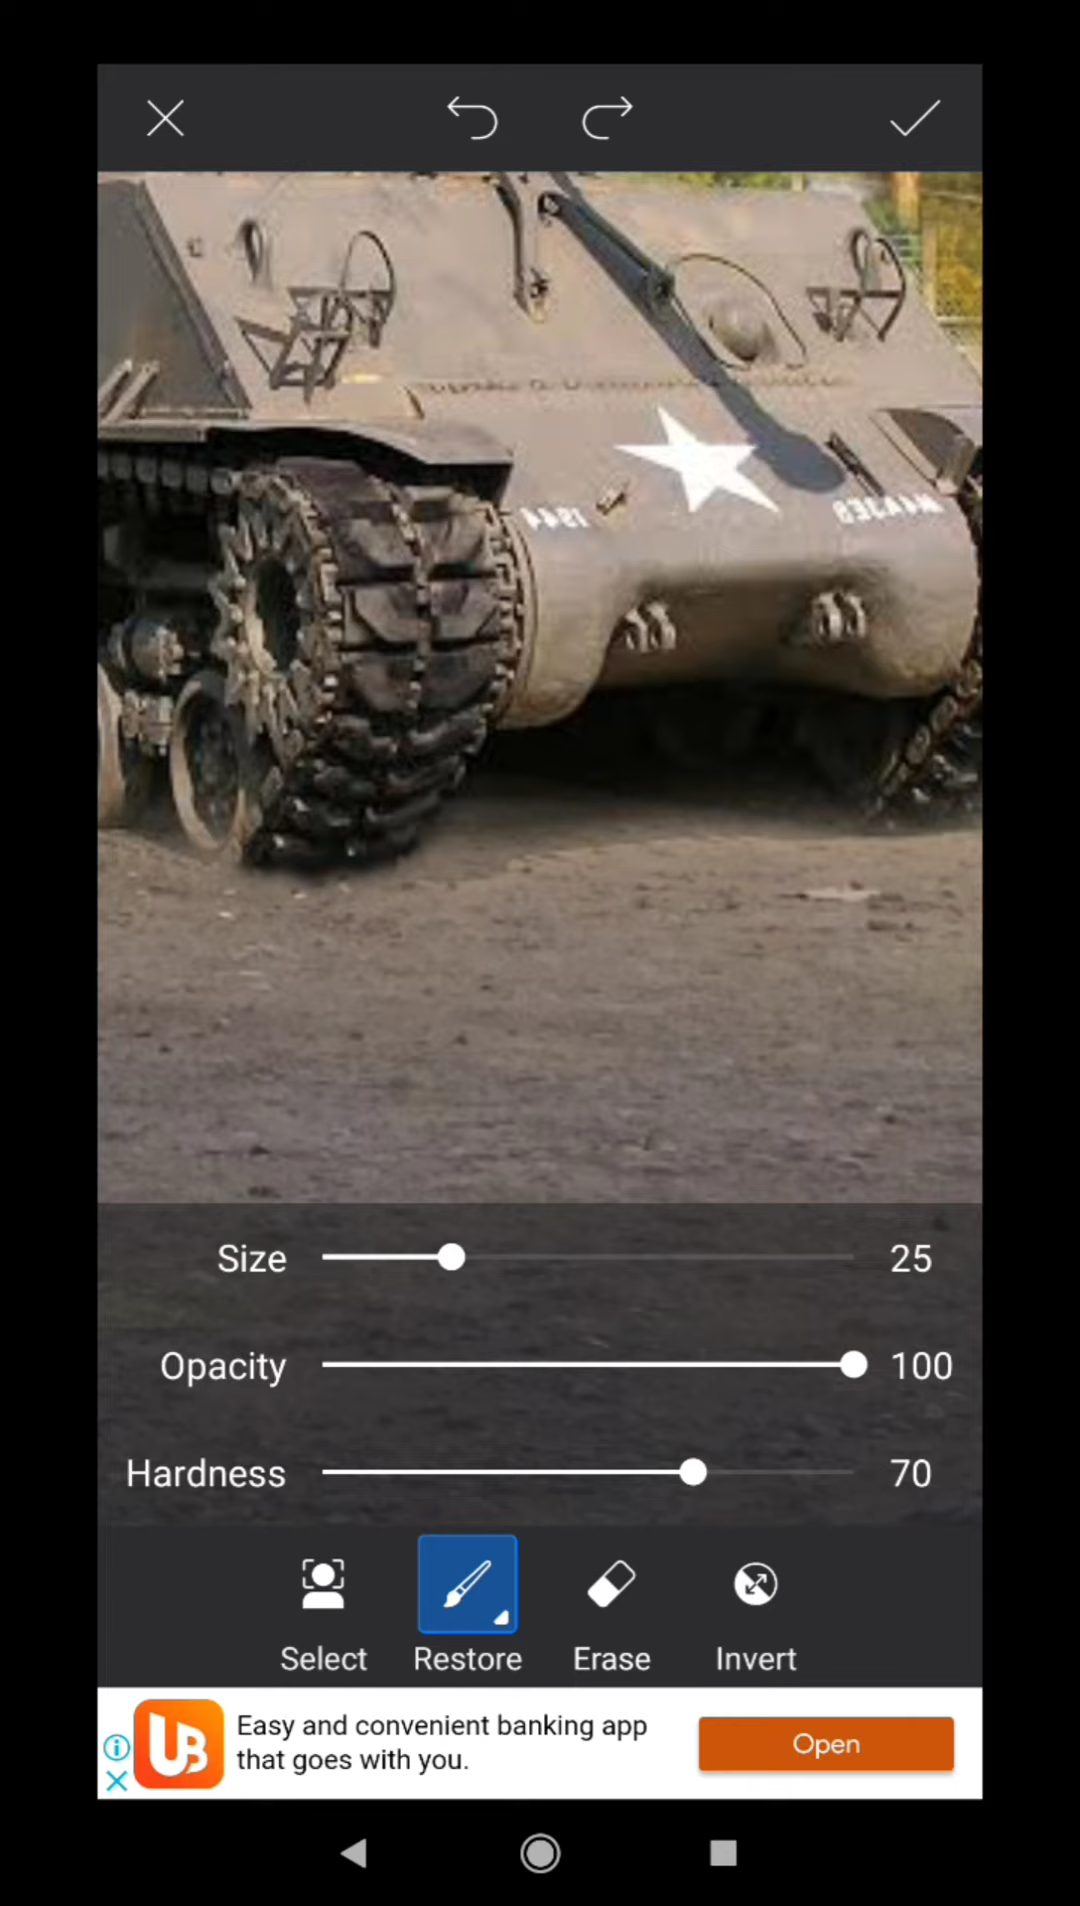 Size 25
Opacity 100
Hardness 70
Select Restore Erase Invert
UB
Easy and convenient banking app
that goes with you.
Open